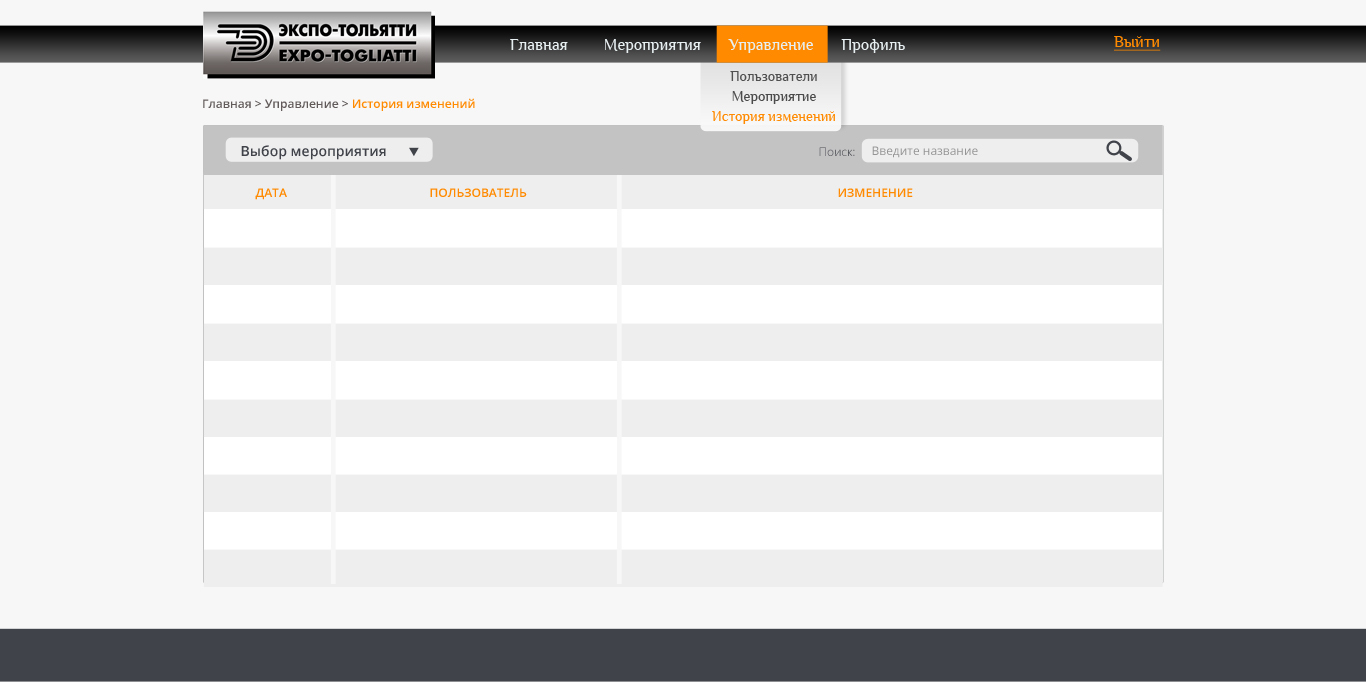 ЭКСПО-ТОЛЬЯТТИ
EXPO-TOGLIATTI
Главная Мероприятия Управление Профиль Выйти
Пользователи
Мероприятие
История изменений
Главная > Управление > История изменений
Выбор мероприятия Поиск: Введите название
ДАТА ПОЛЬЗОВАТЕЛЬ ИЗМЕНЕНИЕ